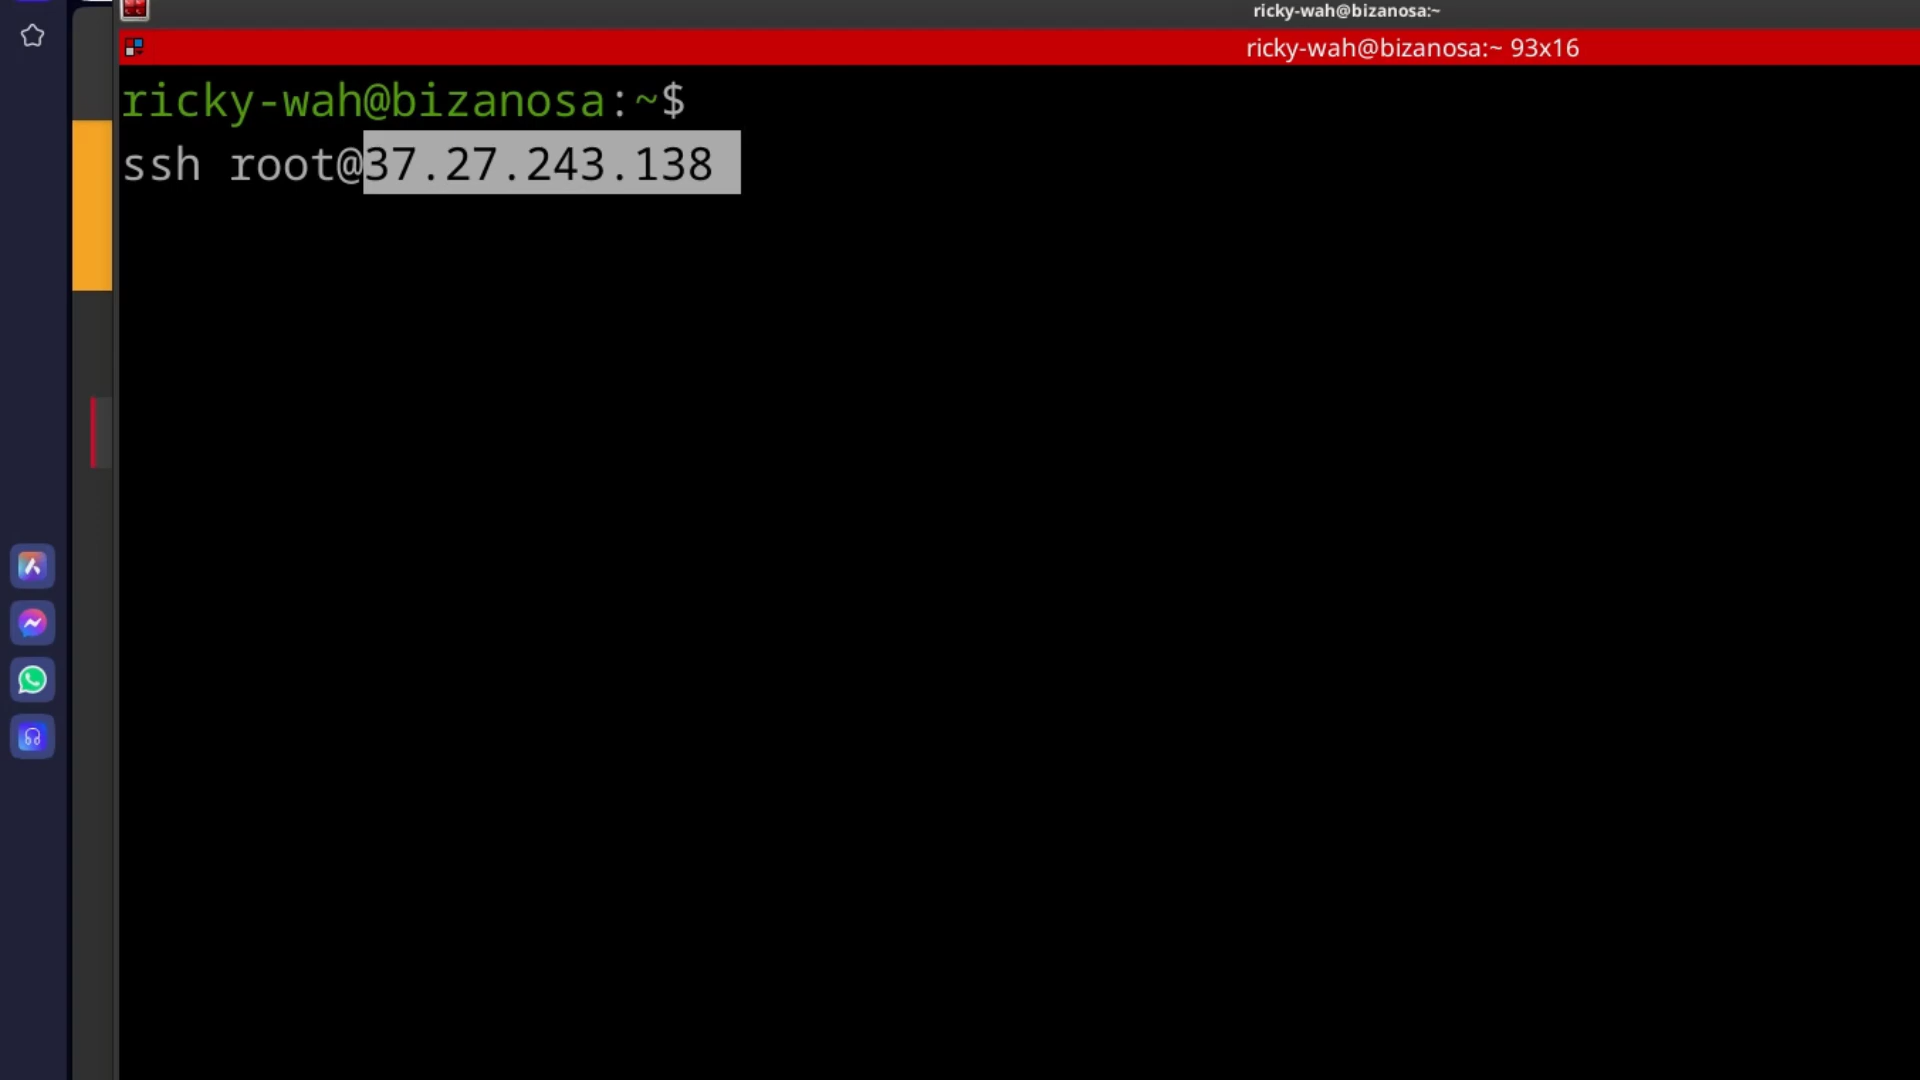 ricky-wah@bizanosa:~
ricky-wah@bizanosa:~ 93x16
ricky-wah@bizanosa:~$
ssh root@37.27.243.138